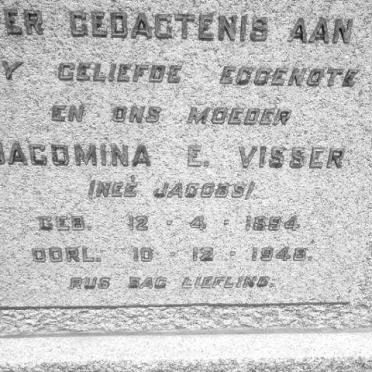 ER GEDAGTENIS AAN
Y GELIEFDE EGGENOTE
EN ONS MOEDER
JACOMINA E. VISSER
(NEÉ JACOBS)
GEB. 12 - 4 - 1894
OORL. 10 - 12 - 1948.
RUS SAG LIEFLING.